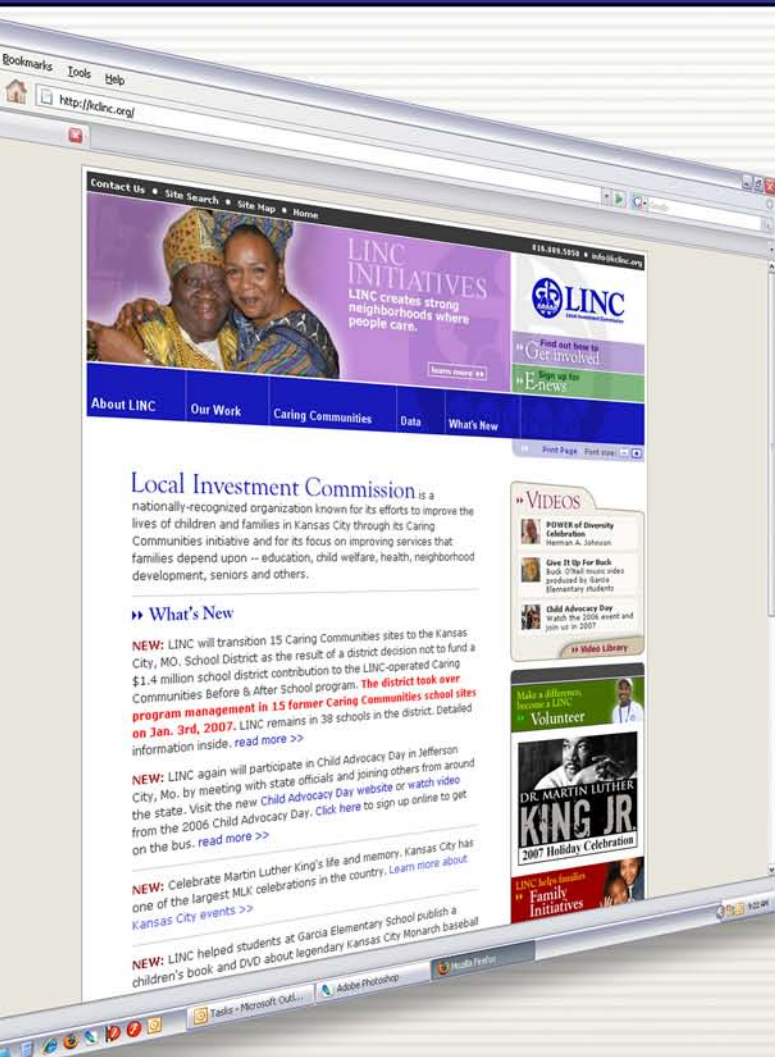 Bookmarks Tools Help
http://kclinc.org/
Contact Us • Site Search • Site Map • Home
816.889.5050 • info@kclinc.org
LINC
INITIATIVES
LINC creates strong
neighborhoods where
people care.
learn more
LINC
Local Investment Commission
Find out how to
Get involved
Sign up for
E-news
About LINC Our Work Caring Communities Data What's New
Print Page Font size:
Local Investment Commission is a
nationally-recognized organization known for its efforts to improve the
lives of children and families in Kansas City through its Caring
Communities initiative and for its focus on improving services that
families depend upon -- education, child welfare, health, neighborhood
development, seniors and others.
What's New
NEW: LINC will transition 15 Caring Communities sites to the Kansas
City, MO. School District as the result of a district decision not to fund a
$1.4 million school district contribution to the LINC-operated Caring
Communities Before & After School program. The district took over
program management in 15 former Caring Communities school sites
on Jan. 3rd, 2007. LINC remains in 38 schools in the district. Detailed
information inside. read more >>
NEW: LINC again will participate in Child Advocacy Day in Jefferson
City, Mo. by meeting with state officials and joining others from around
the state. Visit the new Child Advocacy Day website or watch video
from the 2006 Child Advocacy Day. Click here to sign up online to get
on the bus. read more >>
NEW: Celebrate Martin Luther King's life and memory. Kansas City has
one of the largest MLK celebrations in the country. Learn more about
Kansas City events >>
NEW: LINC helped students at Garcia Elementary School publish a
children's book and DVD about legendary Kansas City Monarch baseball
VIDEOS
POWER of Diversity
Celebration
Herman A. Johnson
Give It Up For Buck
Buck O'Neil music video
produced by Garcia
Elementary students
Child Advocacy Day
Watch the 2006 event and
join us in 2007
Video Library
Make a difference,
become a LINC
Volunteer
DR. MARTIN LUTHER
KING JR.
2007 Holiday Celebration
LINC helps families
Family
Initiatives
Tasks - Microsoft Outl...
Adobe Photoshop
Mozilla Firefox
9:22 AM